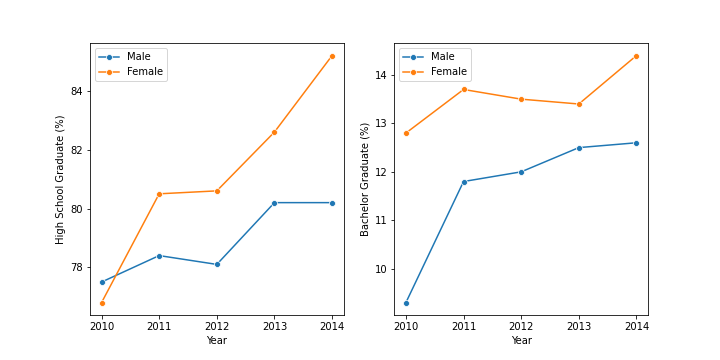 Male
Female
High School Graduate (%)
84
82
80
78
2010 2011 2012 2013 2014
Year
Male
Female
Bachelor Graduate (%)
14
13
12
11
10
2010 2011 2012 2013 2014
Year